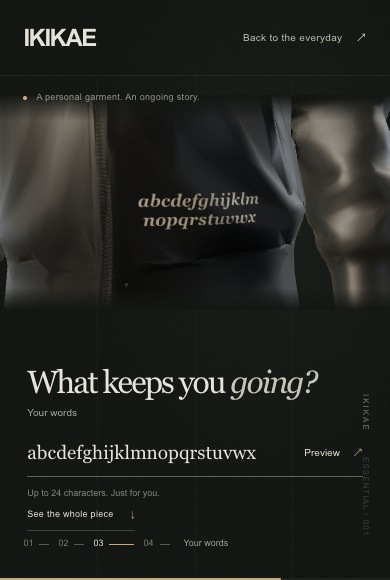 IKIKAE
Back to the everyday ↗
A personal garment. An ongoing story.
abcdefghijklm
nopqrstuvwx
What keeps you going?
Your words
abcdefghijklmnopqrstuvwx
Preview ↗
Up to 24 characters. Just for you.
See the whole piece ↓
01 — 02 — 03 — 04 — Your words
IKIKAE
ESSENTIAL / 001